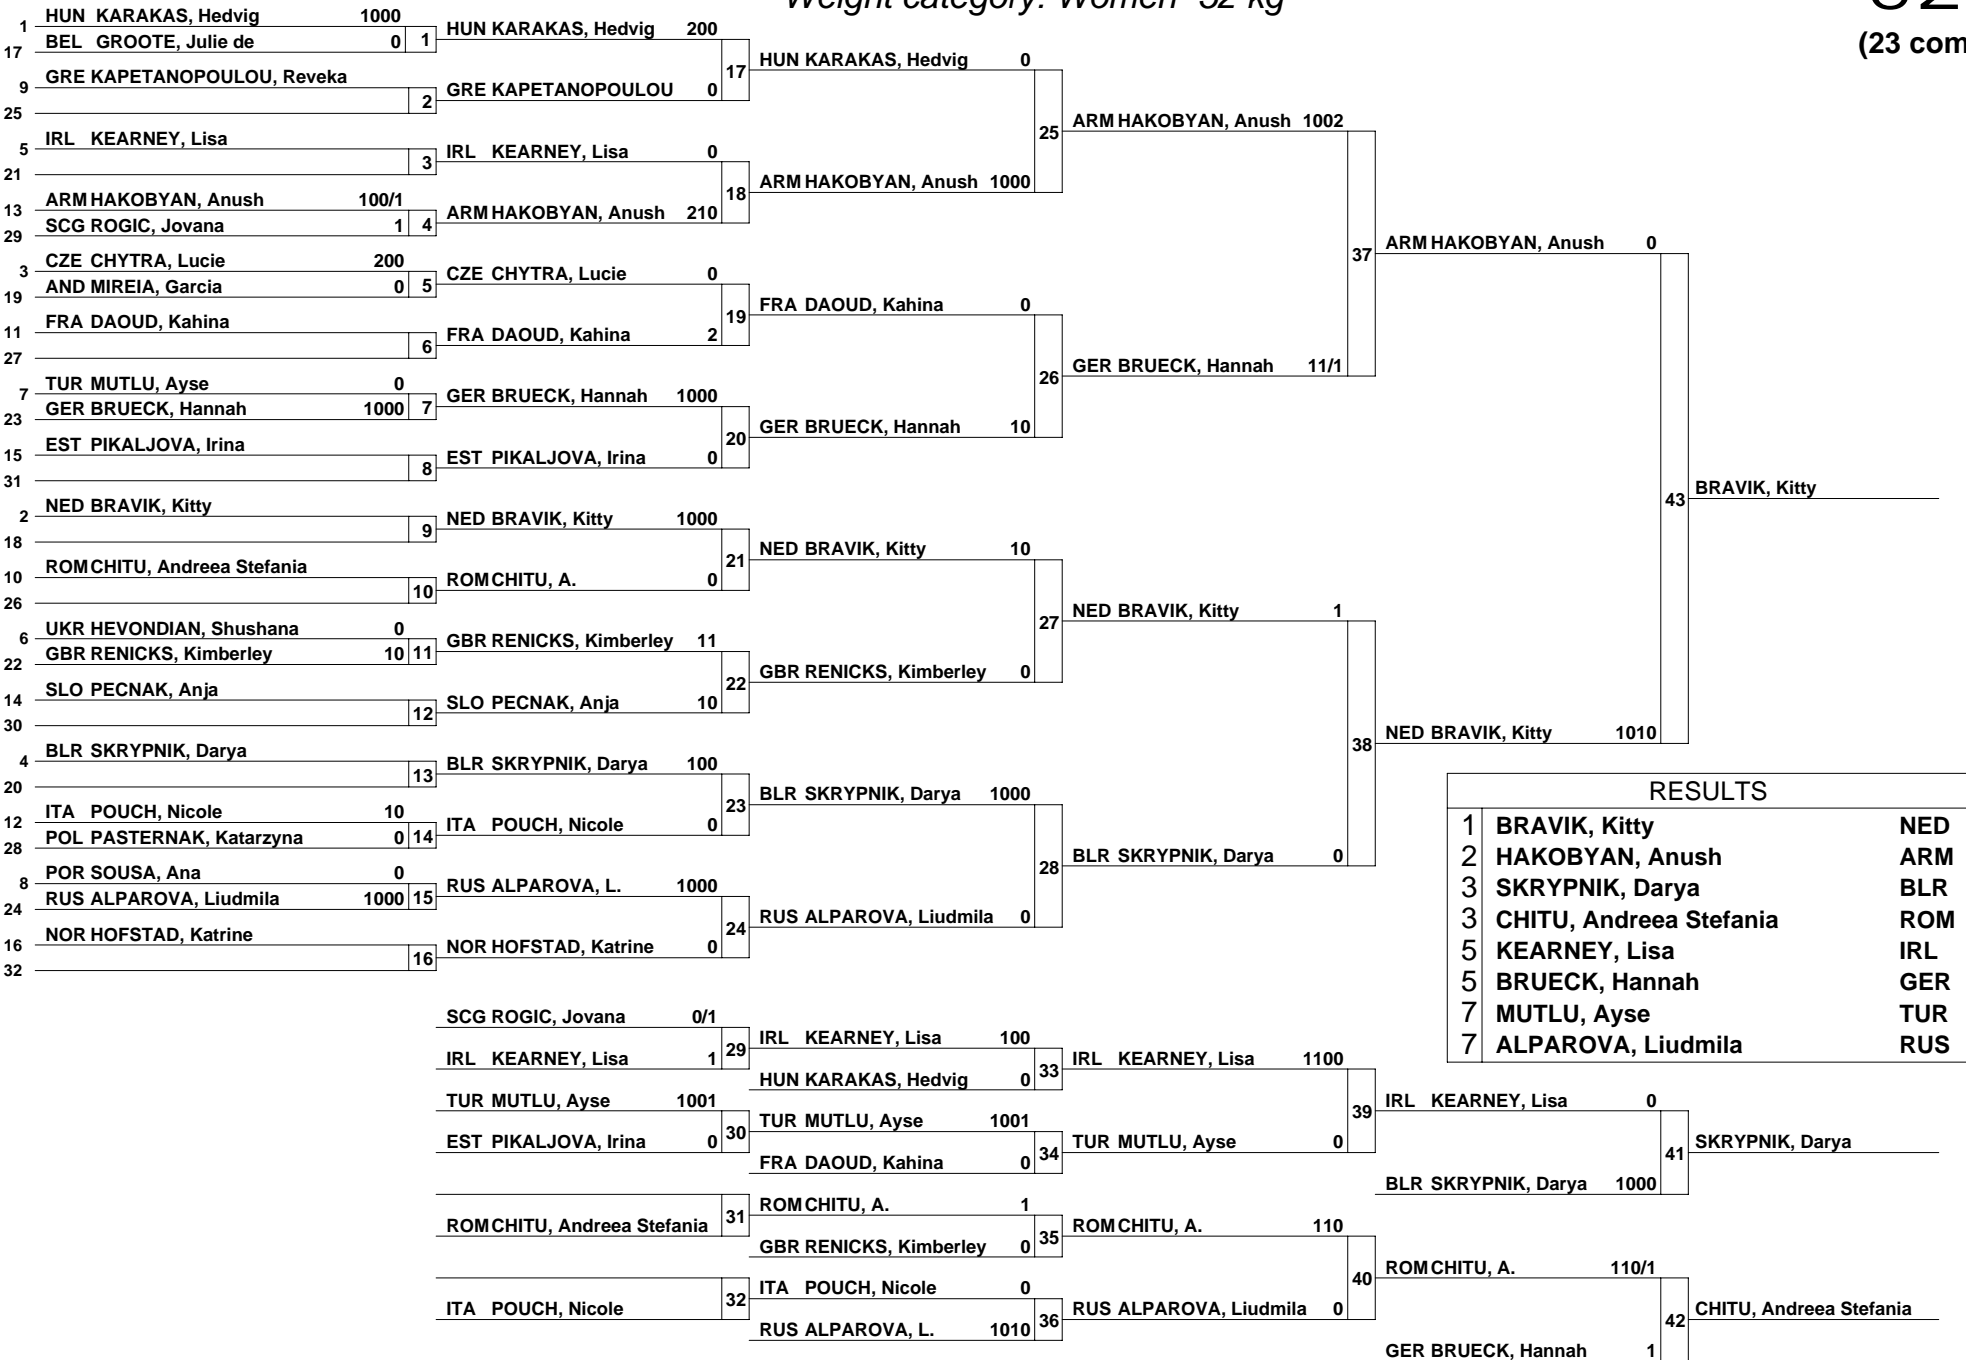 Weight category: Women -52 kg
(23 com
1 HUN KARAKAS, Hedvig 1000
17 BEL GROOTE, Julie de 0 1
9 GRE KAPETANOPOULOU, Reveka
25 2
5 IRL KEARNEY, Lisa
21 3
13 ARM HAKOBYAN, Anush 100/1
29 SCG ROGIC, Jovana 1 4
3 CZE CHYTRA, Lucie 200
19 AND MIREIA, Garcia 0 5
11 FRA DAOUD, Kahina
27 6
7 TUR MUTLU, Ayse 0
23 GER BRUECK, Hannah 1000 7
15 EST PIKALJOVA, Irina
31 8
2 NED BRAVIK, Kitty
18 9
10 ROM CHITU, Andreea Stefania
26 10
6 UKR HEVONDIAN, Shushana 0
22 GBR RENICKS, Kimberley 10 11
14 SLO PECNAK, Anja
30 12
4 BLR SKRYPNIK, Darya
20 13
12 ITA POUCH, Nicole 10
28 POL PASTERNAK, Katarzyna 0 14
8 POR SOUSA, Ana 0
24 RUS ALPAROVA, Liudmila 1000 15
16 NOR HOFSTAD, Katrine
32 16
HUN KARAKAS, Hedvig 200
17
GRE KAPETANOPOULOU 0
IRL KEARNEY, Lisa 0
18
ARM HAKOBYAN, Anush 210
CZE CHYTRA, Lucie 0
19
FRA DAOUD, Kahina 2
GER BRUECK, Hannah 1000
20
EST PIKALJOVA, Irina 0
NED BRAVIK, Kitty 1000
21
ROM CHITU, A. 0
GBR RENICKS, Kimberley 11
22
SLO PECNAK, Anja 10
BLR SKRYPNIK, Darya 100
23
ITA POUCH, Nicole 0
RUS ALPAROVA, L. 1000
24
NOR HOFSTAD, Katrine 0
HUN KARAKAS, Hedvig 0
25
ARM HAKOBYAN, Anush 1000
FRA DAOUD, Kahina 0
26
GER BRUECK, Hannah 10
NED BRAVIK, Kitty 10
27
GBR RENICKS, Kimberley 0
BLR SKRYPNIK, Darya 1000
28
RUS ALPAROVA, Liudmila 0
ARM HAKOBYAN, Anush 1002
37
GER BRUECK, Hannah 11/1
NED BRAVIK, Kitty 1
38
BLR SKRYPNIK, Darya 0
ARM HAKOBYAN, Anush 0
43
NED BRAVIK, Kitty 1010
BRAVIK, Kitty
RESULTS
1 BRAVIK, Kitty NED
2 HAKOBYAN, Anush ARM
3 SKRYPNIK, Darya BLR
3 CHITU, Andreea Stefania ROM
5 KEARNEY, Lisa IRL
5 BRUECK, Hannah GER
7 MUTLU, Ayse TUR
7 ALPAROVA, Liudmila RUS
SCG ROGIC, Jovana 0/1
29
IRL KEARNEY, Lisa 1
TUR MUTLU, Ayse 1001
30
EST PIKALJOVA, Irina 0
31
ROM CHITU, Andreea Stefania
32
ITA POUCH, Nicole
IRL KEARNEY, Lisa 100
33
HUN KARAKAS, Hedvig 0
TUR MUTLU, Ayse 1001
34
FRA DAOUD, Kahina 0
ROM CHITU, A. 1
35
GBR RENICKS, Kimberley 0
ITA POUCH, Nicole 0
36
RUS ALPAROVA, L. 1010
IRL KEARNEY, Lisa 1100
39
TUR MUTLU, Ayse 0
ROM CHITU, A. 110
40
RUS ALPAROVA, Liudmila 0
IRL KEARNEY, Lisa 0
41
BLR SKRYPNIK, Darya 1000
SKRYPNIK, Darya
ROM CHITU, A. 110/1
42
GER BRUECK, Hannah 1
CHITU, Andreea Stefania